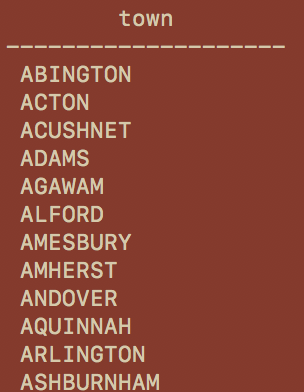 town
--------------------
ABINGTON
ACTON
ACUSHNET
ADAMS
AGAWAM
ALFORD
AMESBURY
AMHERST
ANDOVER
AQUINNAH
ARLINGTON
ASHBURNHAM